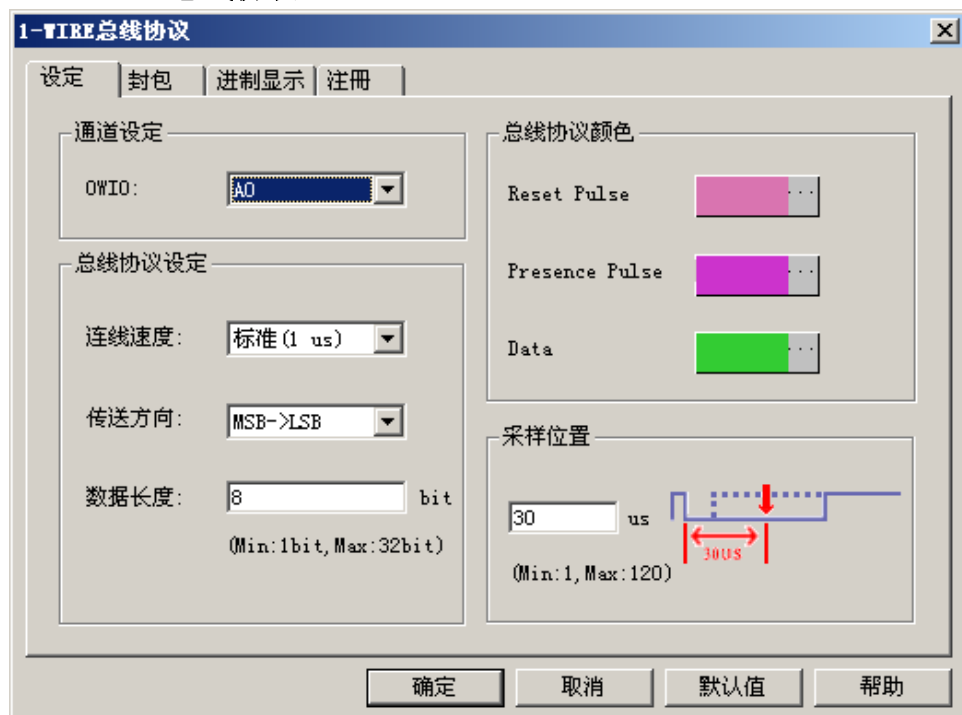 1-WIRE总线协议
设定 封包 进制显示 注册
通道设定
OWIO: A0
总线协议设定
连线速度: 标准(1 us)
传送方向: MSB->LSB
数据长度: 8 bit
(Min:1bit,Max:32bit)
总线协议颜色
Reset Pulse ...
Presence Pulse ...
Data ...
采样位置
30 us
30US
(Min:1,Max:120)
确定 取消 默认值 帮助